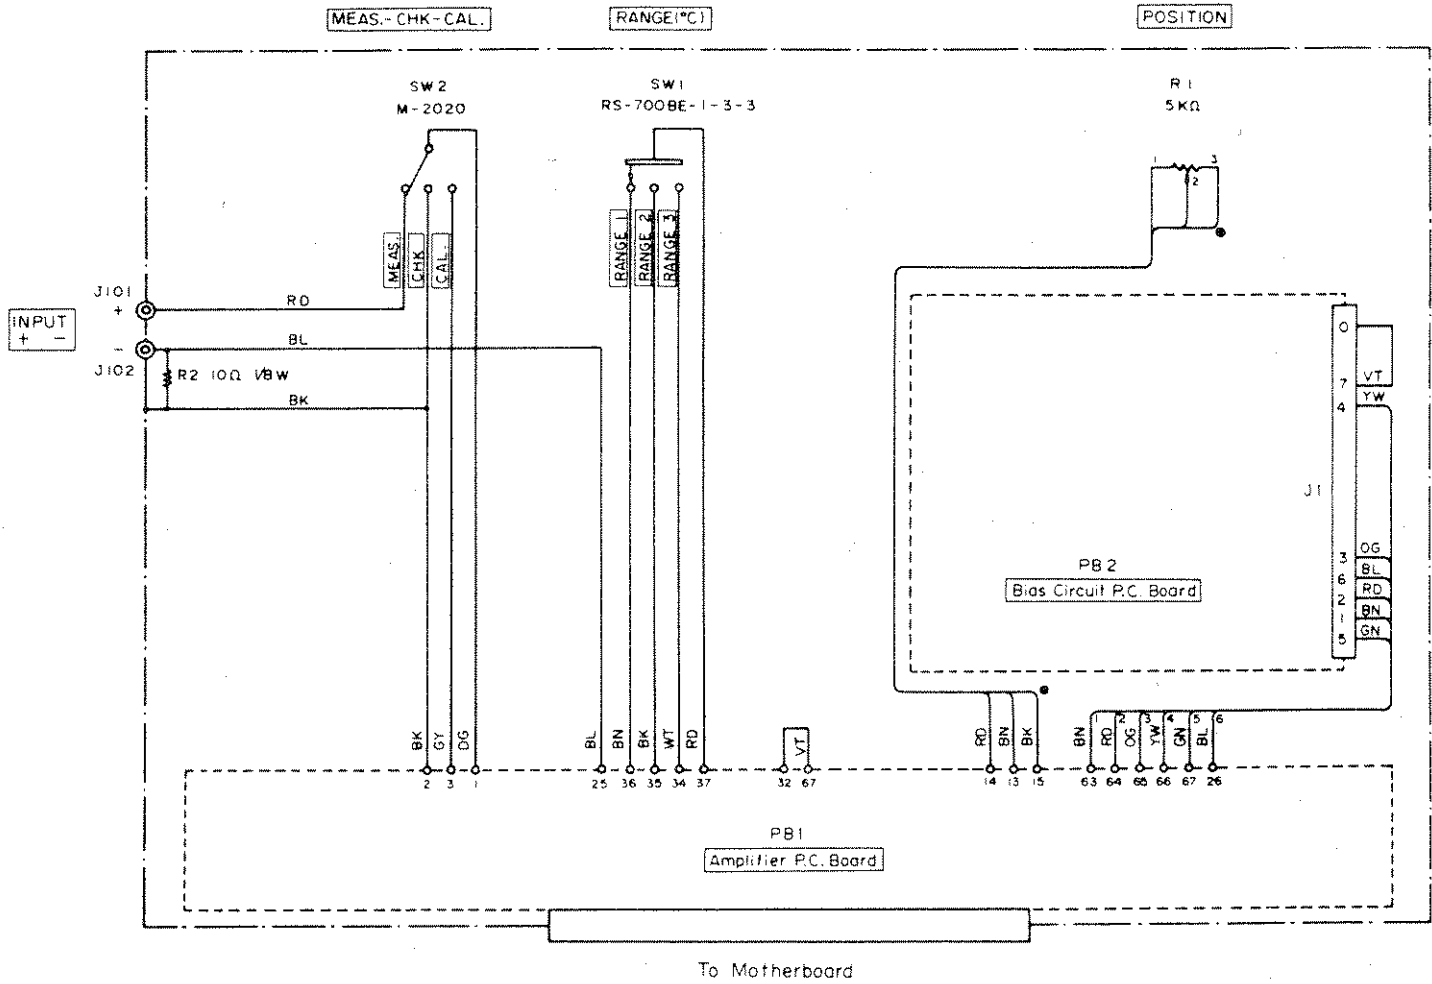 MEAS.-CHK-CAL.
RANGE(°C)
POSITION
SW2
M-2020
SW1
RS-700BE-1-3-3
R1
5KΩ
1
3
2
MEAS.
CHK
CAL.
RANGE 1
RANGE 2
RANGE 3
J101
+
RD
INPUT
+ -
-
BL
J102
R2 10Ω 1/8W
BK
0
7
VT
YW
4
J1
3
OG
BL
6
RD
2
BN
1
GN
5
PB2
Bias Circuit P.C. Board
1 2 3 4 5 6
BK GY DG
BL BN BK WT RD
VT
RD BN BK
BN RD OG YW GN BL
2 3 1
25 36 35 34 37
32 67
14 13 15
63 64 65 66 67 26
PB1
Amplifier P.C. Board
To Motherboard